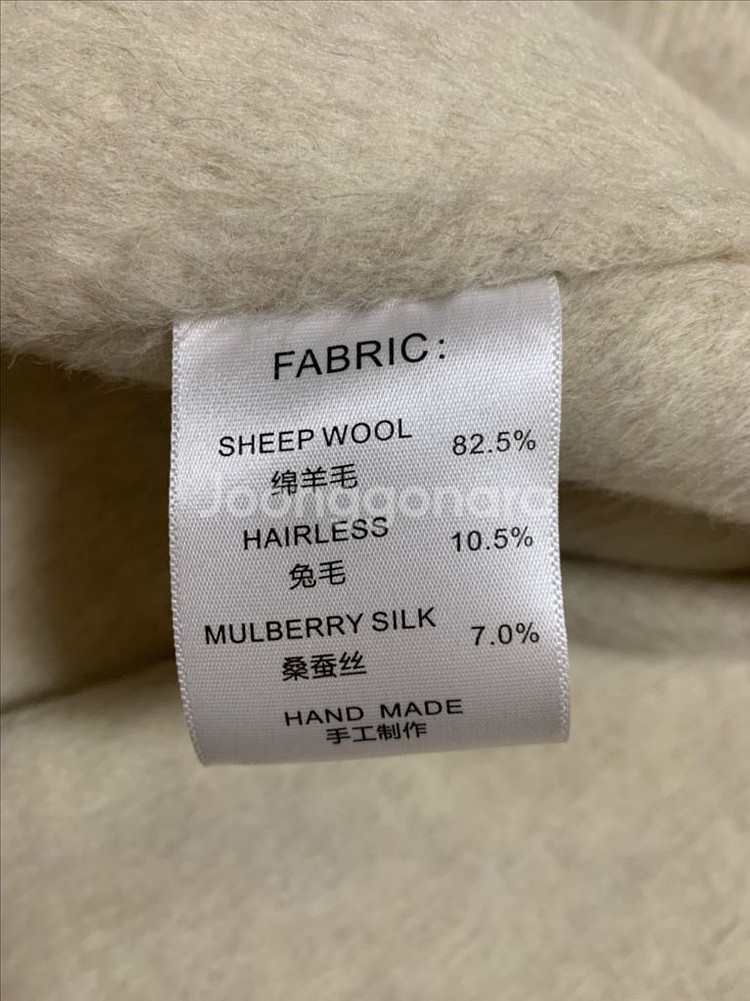 FABRIC:
SHEEP WOOL 82.5%
绵羊毛
Joonggonara
HAIRLESS 10.5%
兔毛
MULBERRY SILK 7.0%
桑蚕丝
HAND MADE
手工制作